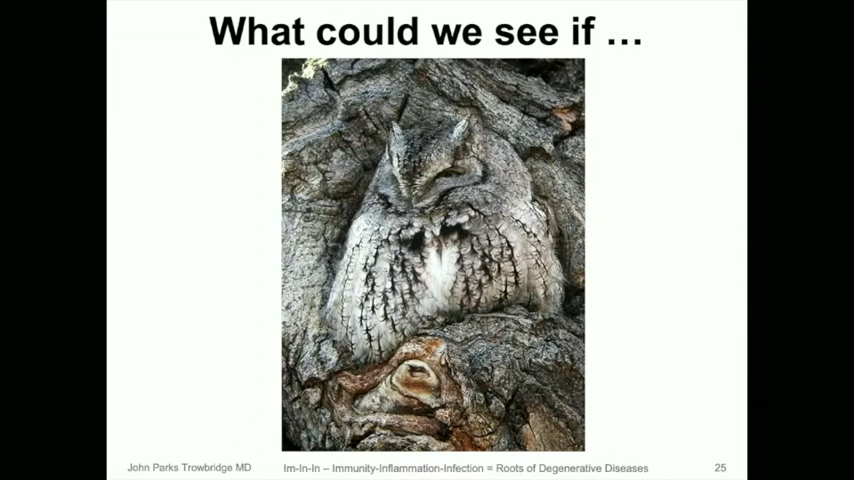 What could we see if …
John Parks Trowbridge MD
Im-In-In – Immunity-Inflammation-Infection = Roots of Degenerative Diseases
25